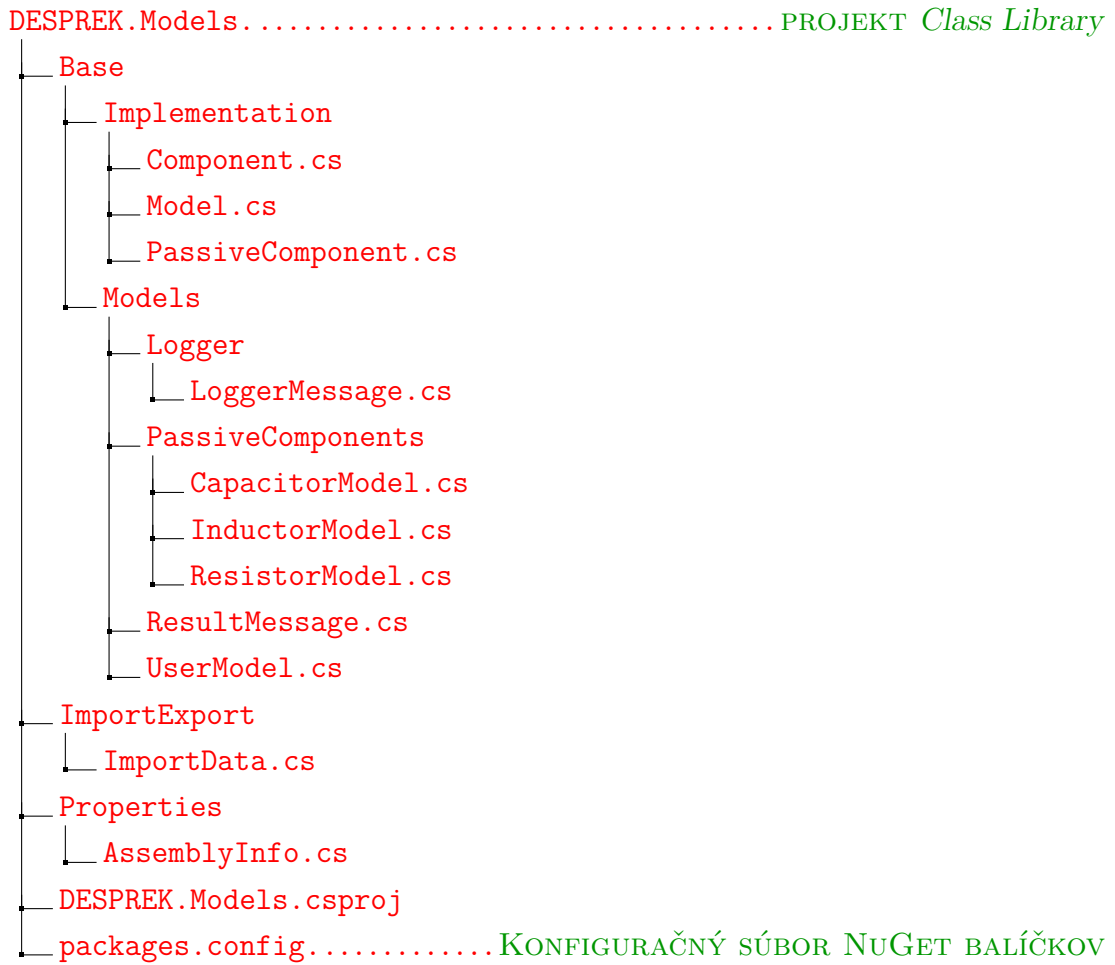 DESPREK.Models....................................PROJEKT Class Library
Base
Implementation
Component.cs
Model.cs
PassiveComponent.cs
Models
Logger
LoggerMessage.cs
PassiveComponents
CapacitorModel.cs
InductorModel.cs
ResistorModel.cs
ResultMessage.cs
UserModel.cs
ImportExport
ImportData.cs
Properties
AssemblyInfo.cs
DESPREK.Models.csproj
packages.config.............Konfiguračný súbor NuGet balíčkov